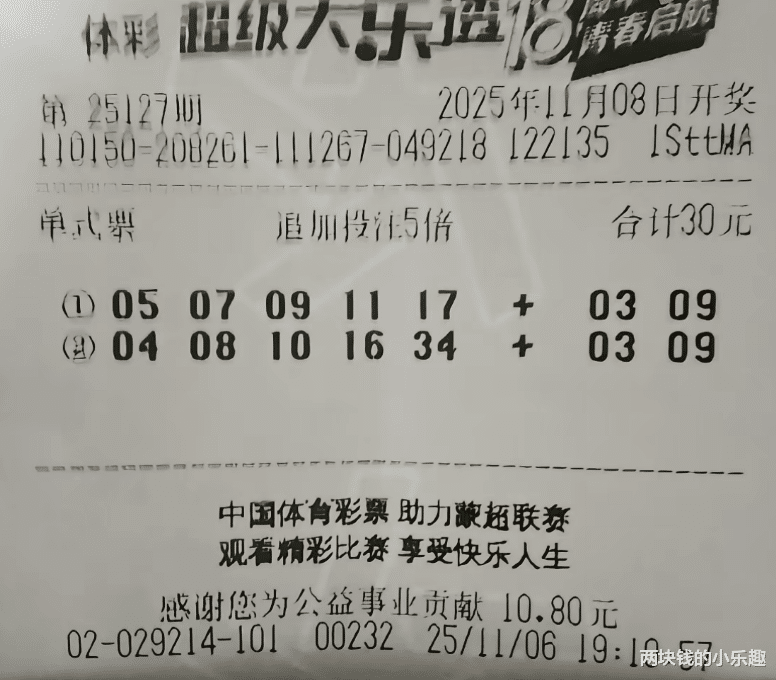 体彩 超级大乐透 18 青春启航
第 25127期 2025年11月08日开奖
110150-208261-111267-049218 122135 1SttMA
单式票 追加投注5倍 合计30元
(1) 05 07 09 11 17 + 03 09
(2) 04 08 10 16 34 + 03 09
中国体育彩票 助力蒙超联赛
观看精彩比赛 享受快乐人生
感谢您为公益事业贡献 10.80元
02-029214-101 00232 25/11/06 19:10:57
两块钱的小乐趣